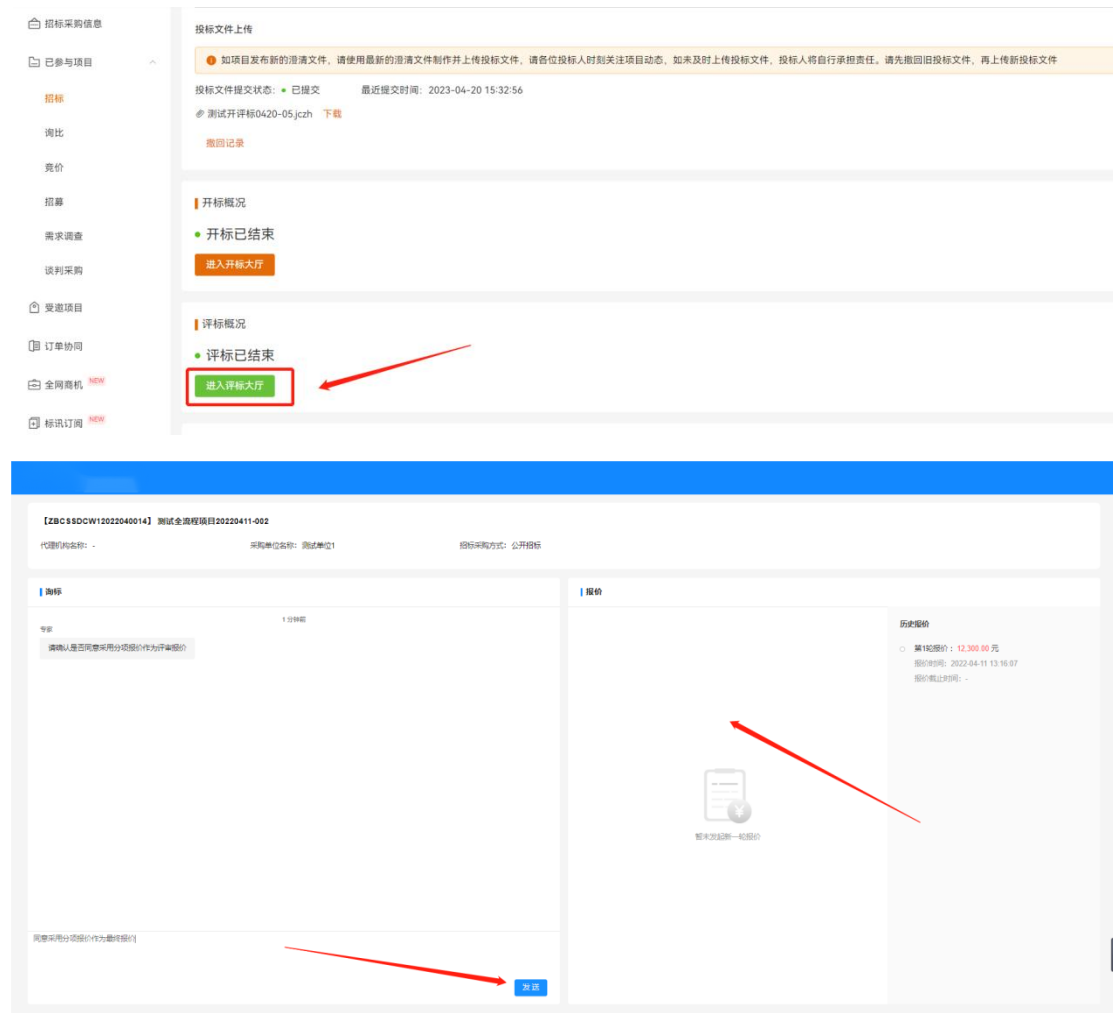 招标采购信息
已参与项目
招标
询比
竞价
招募
需求调查
谈判采购
受邀项目
订单协同
全网商机 NEW
标讯订阅 NEW
投标文件上传
如项目发布新的澄清文件，请使用最新的澄清文件制作并上传投标文件，请各位投标人时刻关注项目动态，如未及时上传投标文件，投标人将自行承担责任。请先撤回旧投标文件，再上传新投标文件
投标文件提交状态： 已提交 最近提交时间：2023-04-20 15:32:56
测试开评标0420-05.jczh 下载
撤回记录
开标概况
开标已结束
进入开标大厅
评标概况
评标已结束
进入评标大厅
【ZBCSSDCW12022040014】 测试全流程项目20220411-002
代理机构名称：- 采购单位名称：测试单位1 招标采购方式：公开招标
询标
1 分钟前
专家
请确认是否同意采用分项报价作为评审报价
同意采用分项报价作为最终报价
发送
报价
暂未发起新一轮报价
历史报价
第1轮报价：12,300.00 元
报价时间：2022-04-11 13:16:07
报价截止时间：-